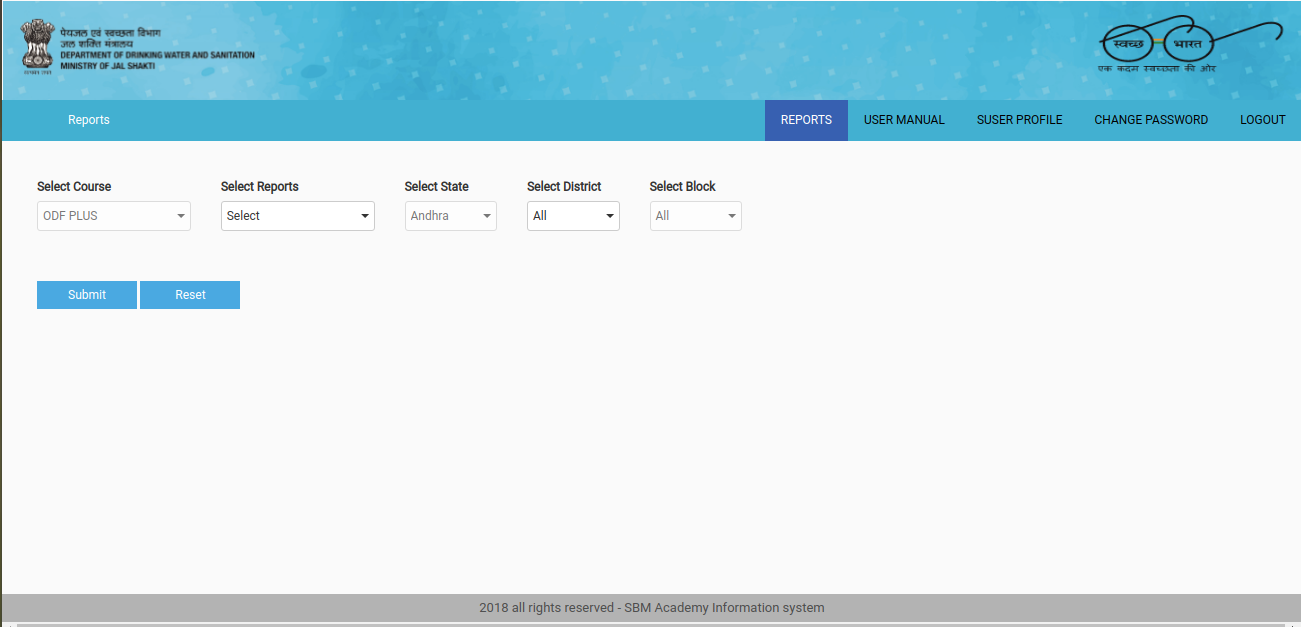 पेयजल एवं स्वच्छता विभाग
जल शक्ति मंत्रालय
DEPARTMENT OF DRINKING WATER AND SANITATION
MINISTRY OF JAL SHAKTI
स्वच्छ भारत
एक कदम स्वच्छता की ओर
Reports
REPORTS USER MANUAL SUSER PROFILE CHANGE PASSWORD LOGOUT
Select Course Select Reports Select State Select District Select Block
ODF PLUS Select Andhra All All
Submit Reset
2018 all rights reserved - SBM Academy Information system